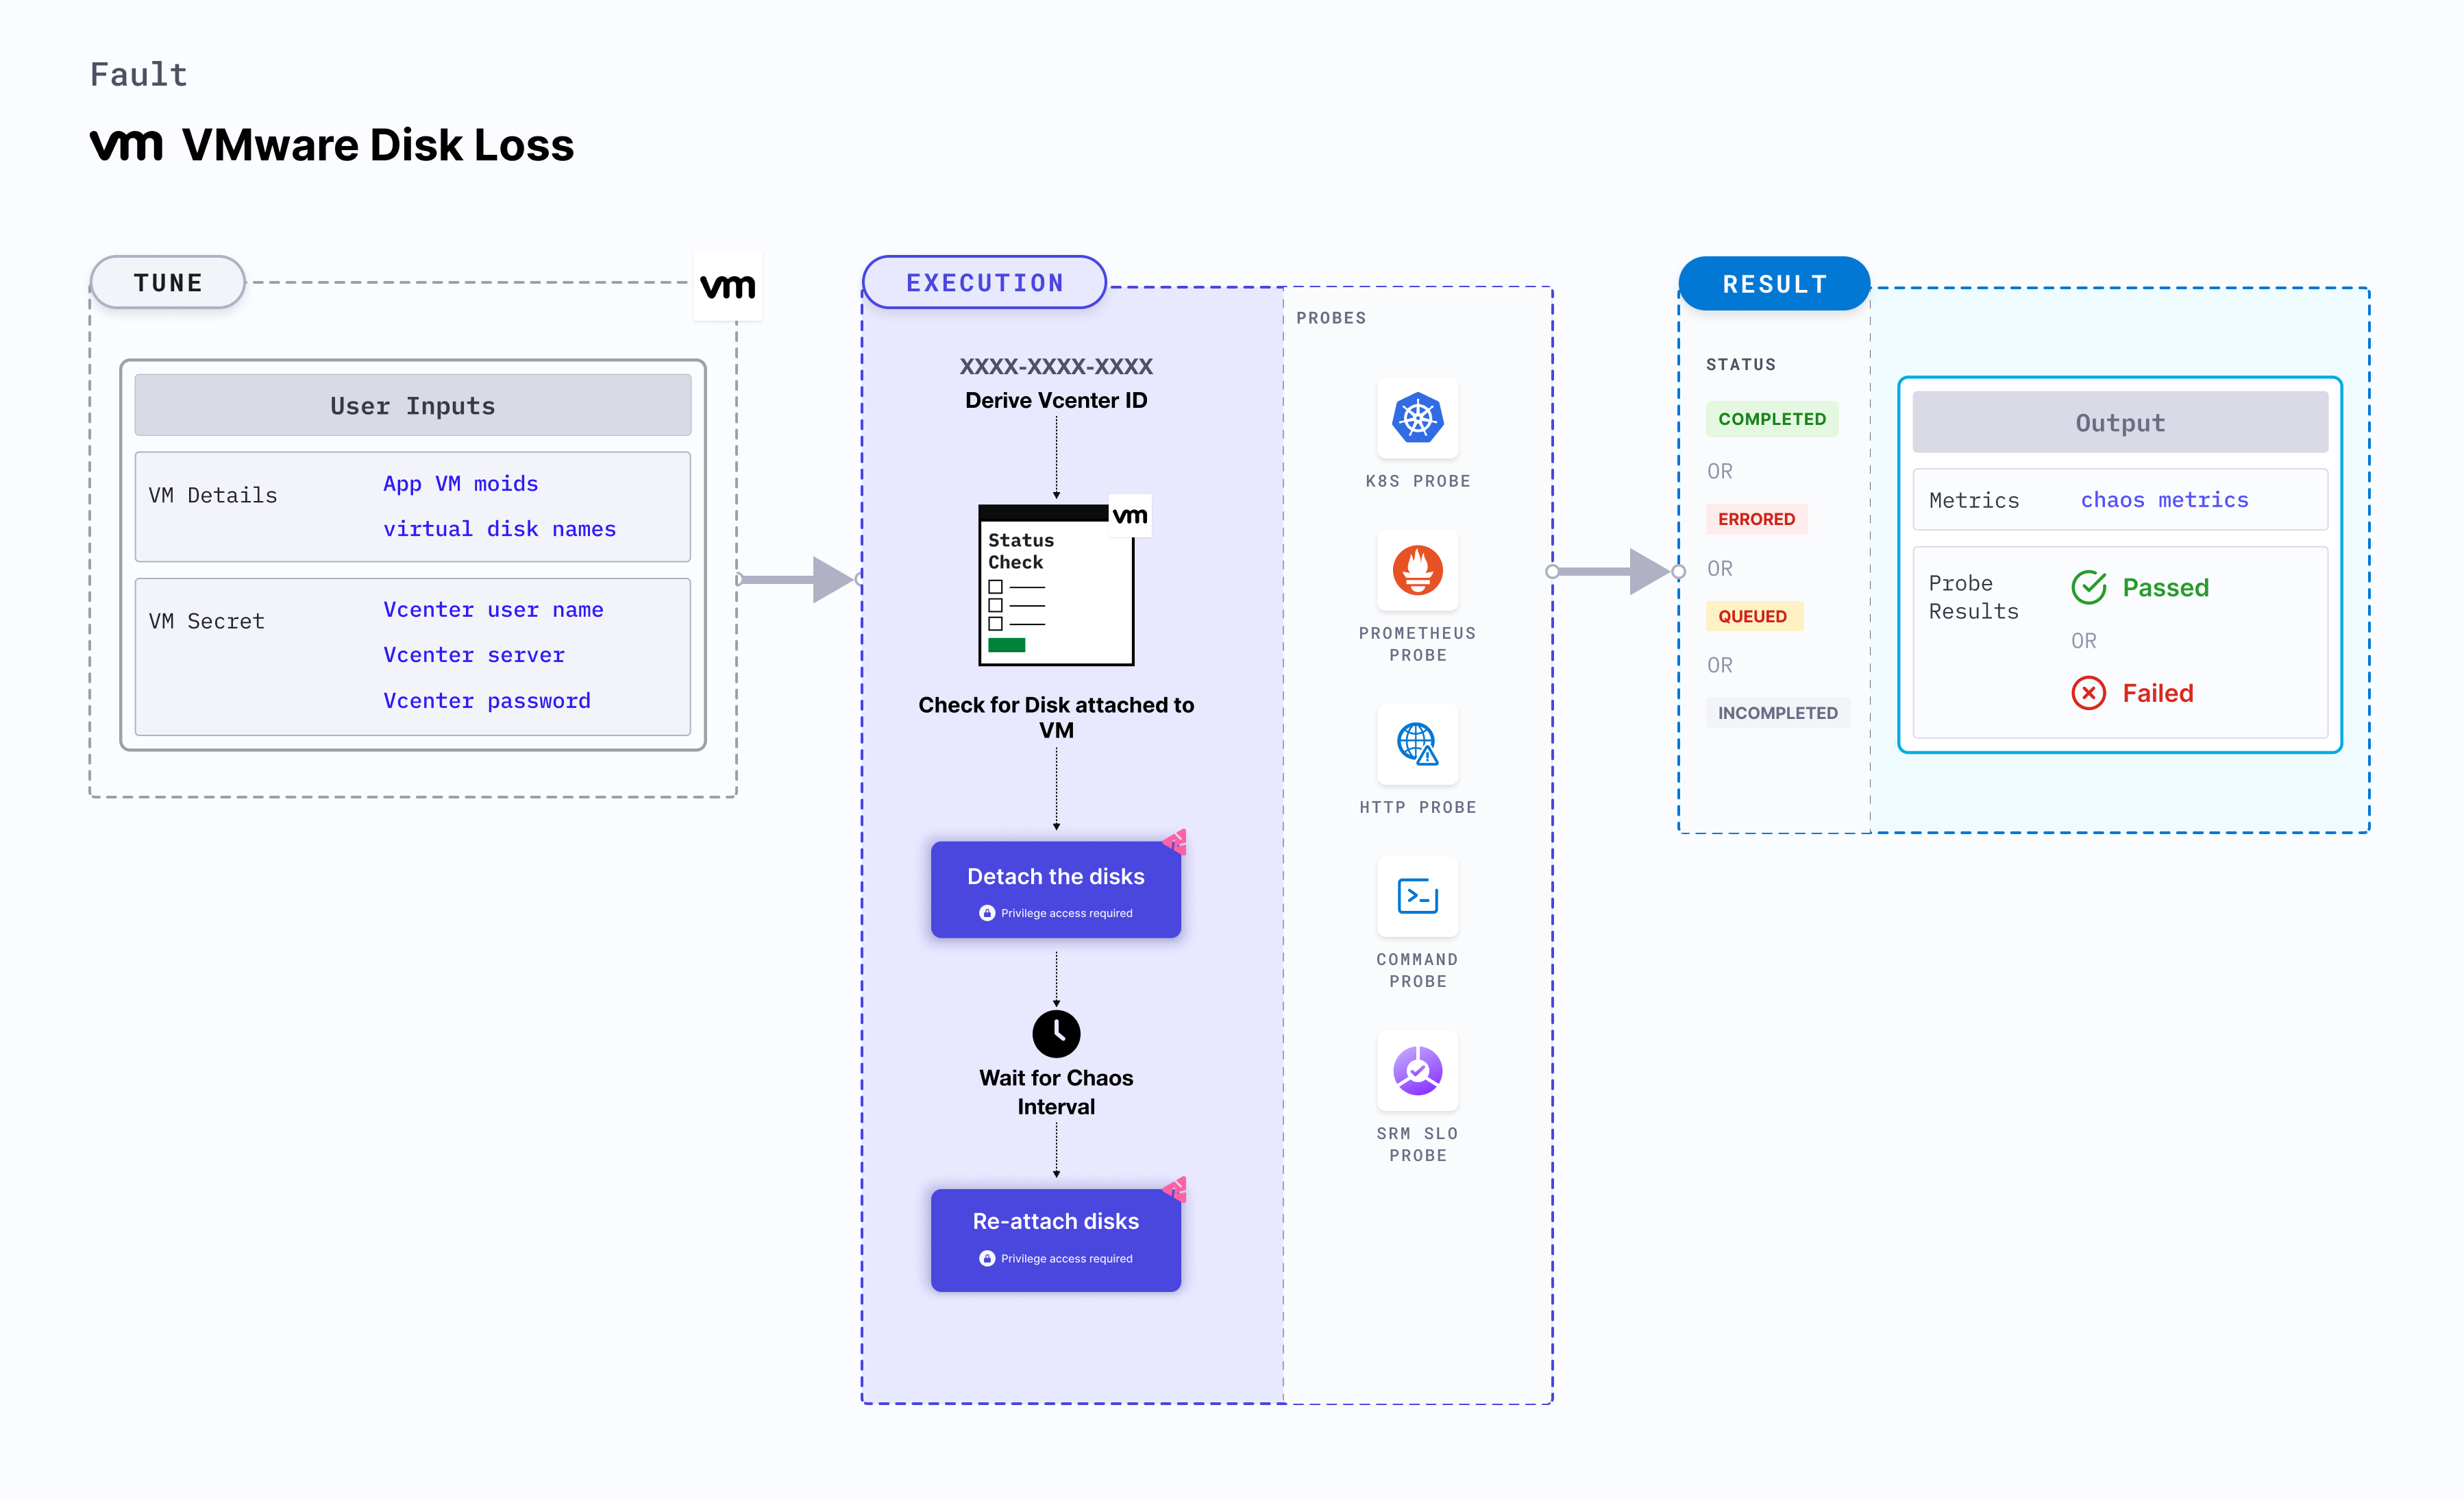 Fault
vm VMware Disk Loss
TUNE
vm
User Inputs
VM Details
App VM moids
virtual disk names
VM Secret
Vcenter user name
Vcenter server
Vcenter password
EXECUTION
XXXX-XXXX-XXXX
Derive Vcenter ID
vm
Status
Check
Check for Disk attached to
VM
Detach the disks
Privilege access required
Wait for Chaos
Interval
Re-attach disks
Privilege access required
PROBES
K8S PROBE
PROMETHEUS
PROBE
HTTP PROBE
COMMAND
PROBE
SRM SLO
PROBE
RESULT
STATUS
COMPLETED
OR
ERRORED
OR
QUEUED
OR
INCOMPLETED
Output
Metrics
chaos metrics
Probe
Results
Passed
OR
Failed